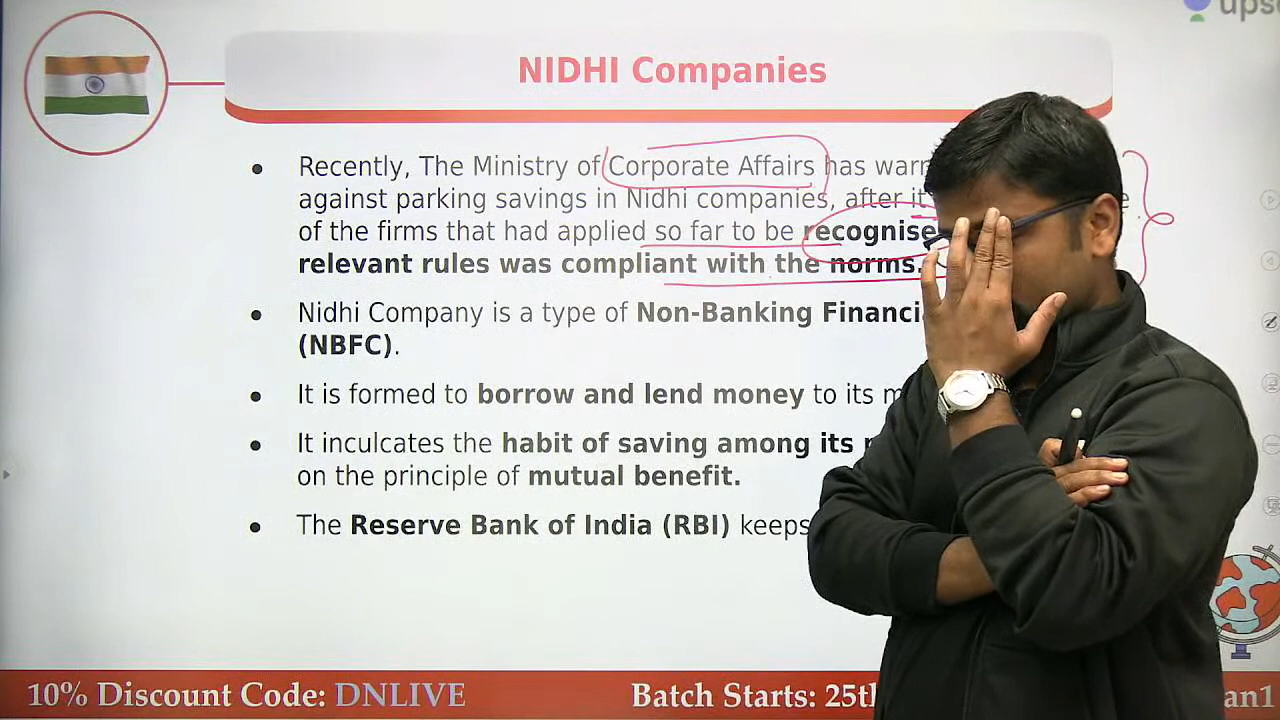 upsc
NIDHI Companies
Recently, The Ministry of Corporate Affairs has
against parking savings in Nidhi companies, after it
of the firms that had applied so far to be
relevant rules was compliant with the norms.
Nidhi Company is a type of Non-Banking
(NBFC).
It is formed to borrow and lend money to its
It inculcates the habit of saving among its
on the principle of mutual benefit.
The Reserve Bank of India (RBI) keeps
10% Discount Code: DNLIVE
Batch Starts: